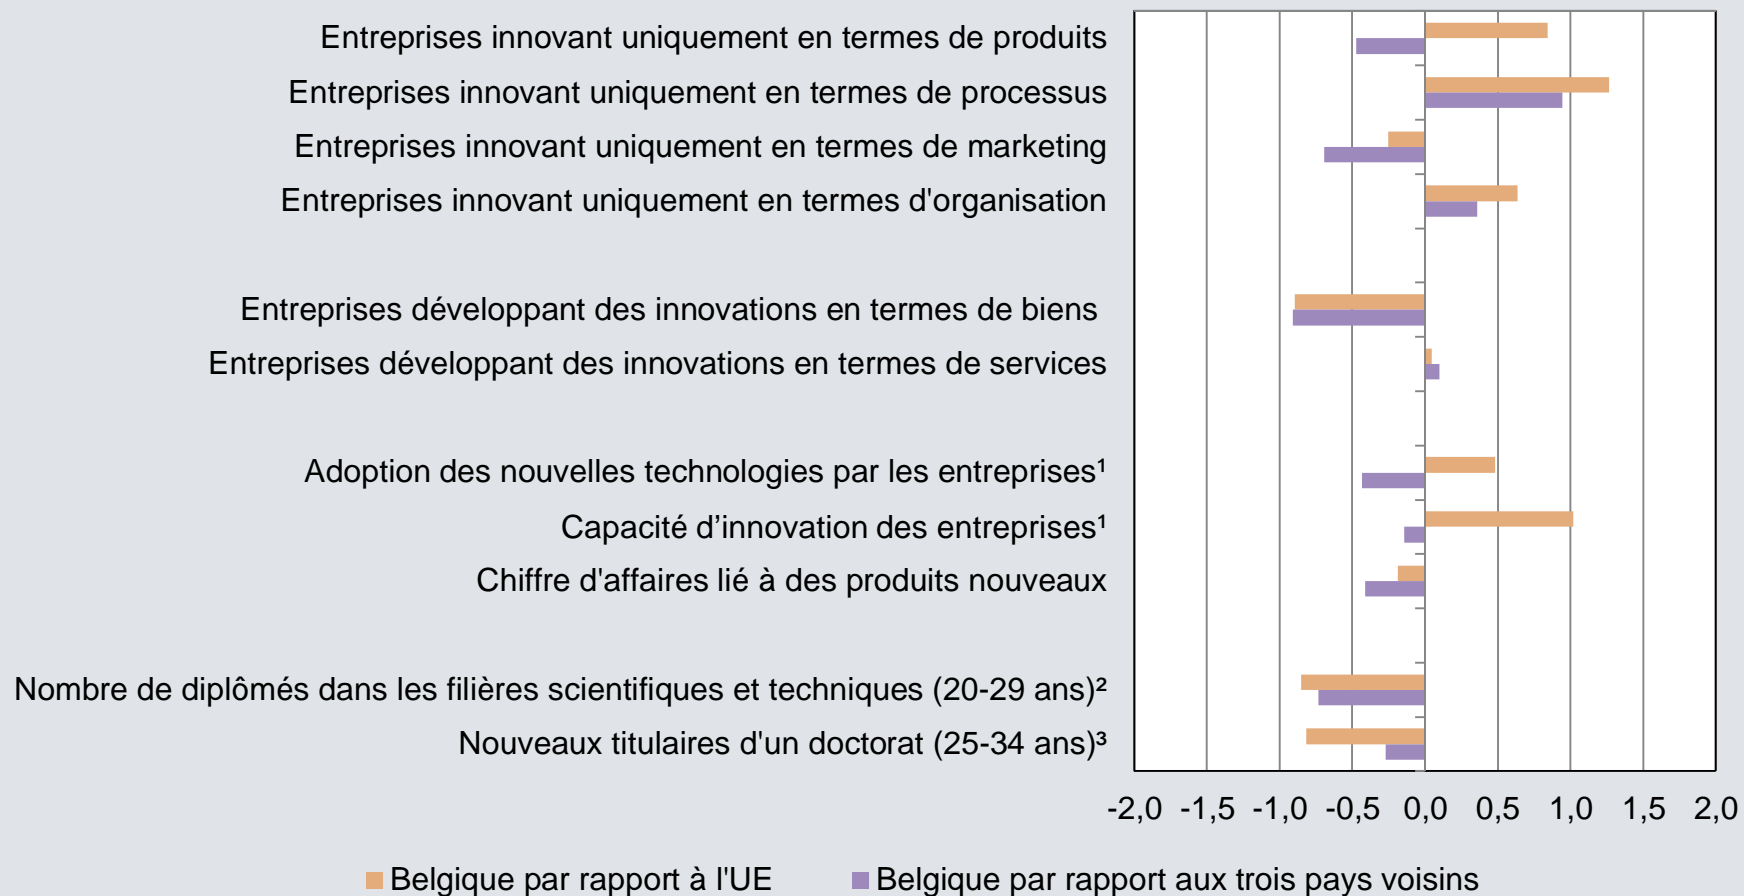 Entreprises innovant uniquement en termes de produits
Entreprises innovant uniquement en termes de processus
Entreprises innovant uniquement en termes de marketing
Entreprises innovant uniquement en termes d'organisation
Entreprises développant des innovations en termes de biens
Entreprises développant des innovations en termes de services
Adoption des nouvelles technologies par les entreprises¹
Capacité d’innovation des entreprises¹
Chiffre d'affaires lié à des produits nouveaux
Nombre de diplômés dans les filières scientifiques et techniques (20-29 ans)²
Nouveaux titulaires d'un doctorat (25-34 ans)³
-2,0 -1,5 -1,0 -0,5 0,0 0,5 1,0 1,5 2,0
Belgique par rapport à l'UE Belgique par rapport aux trois pays voisins